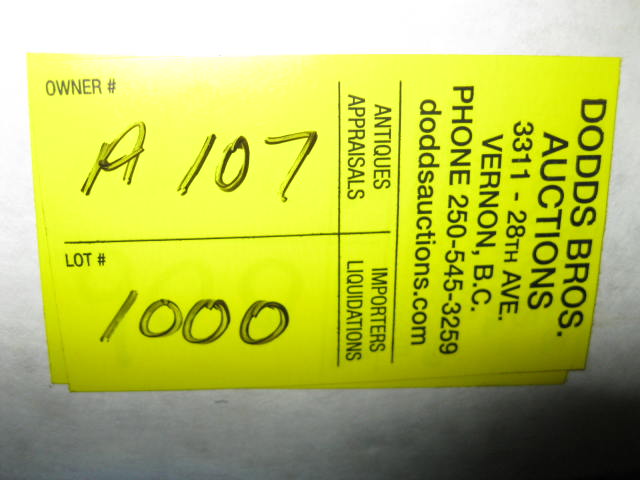 DODDS BROS.
AUCTIONS
3311 - 28TH AVE.
VERNON, B.C.
PHONE 250-545-3259
doddsauctions.com
ANTIQUES
APPRAISALS
IMPORTERS
LIQUIDATIONS
OWNER #
A 107
LOT #
1000